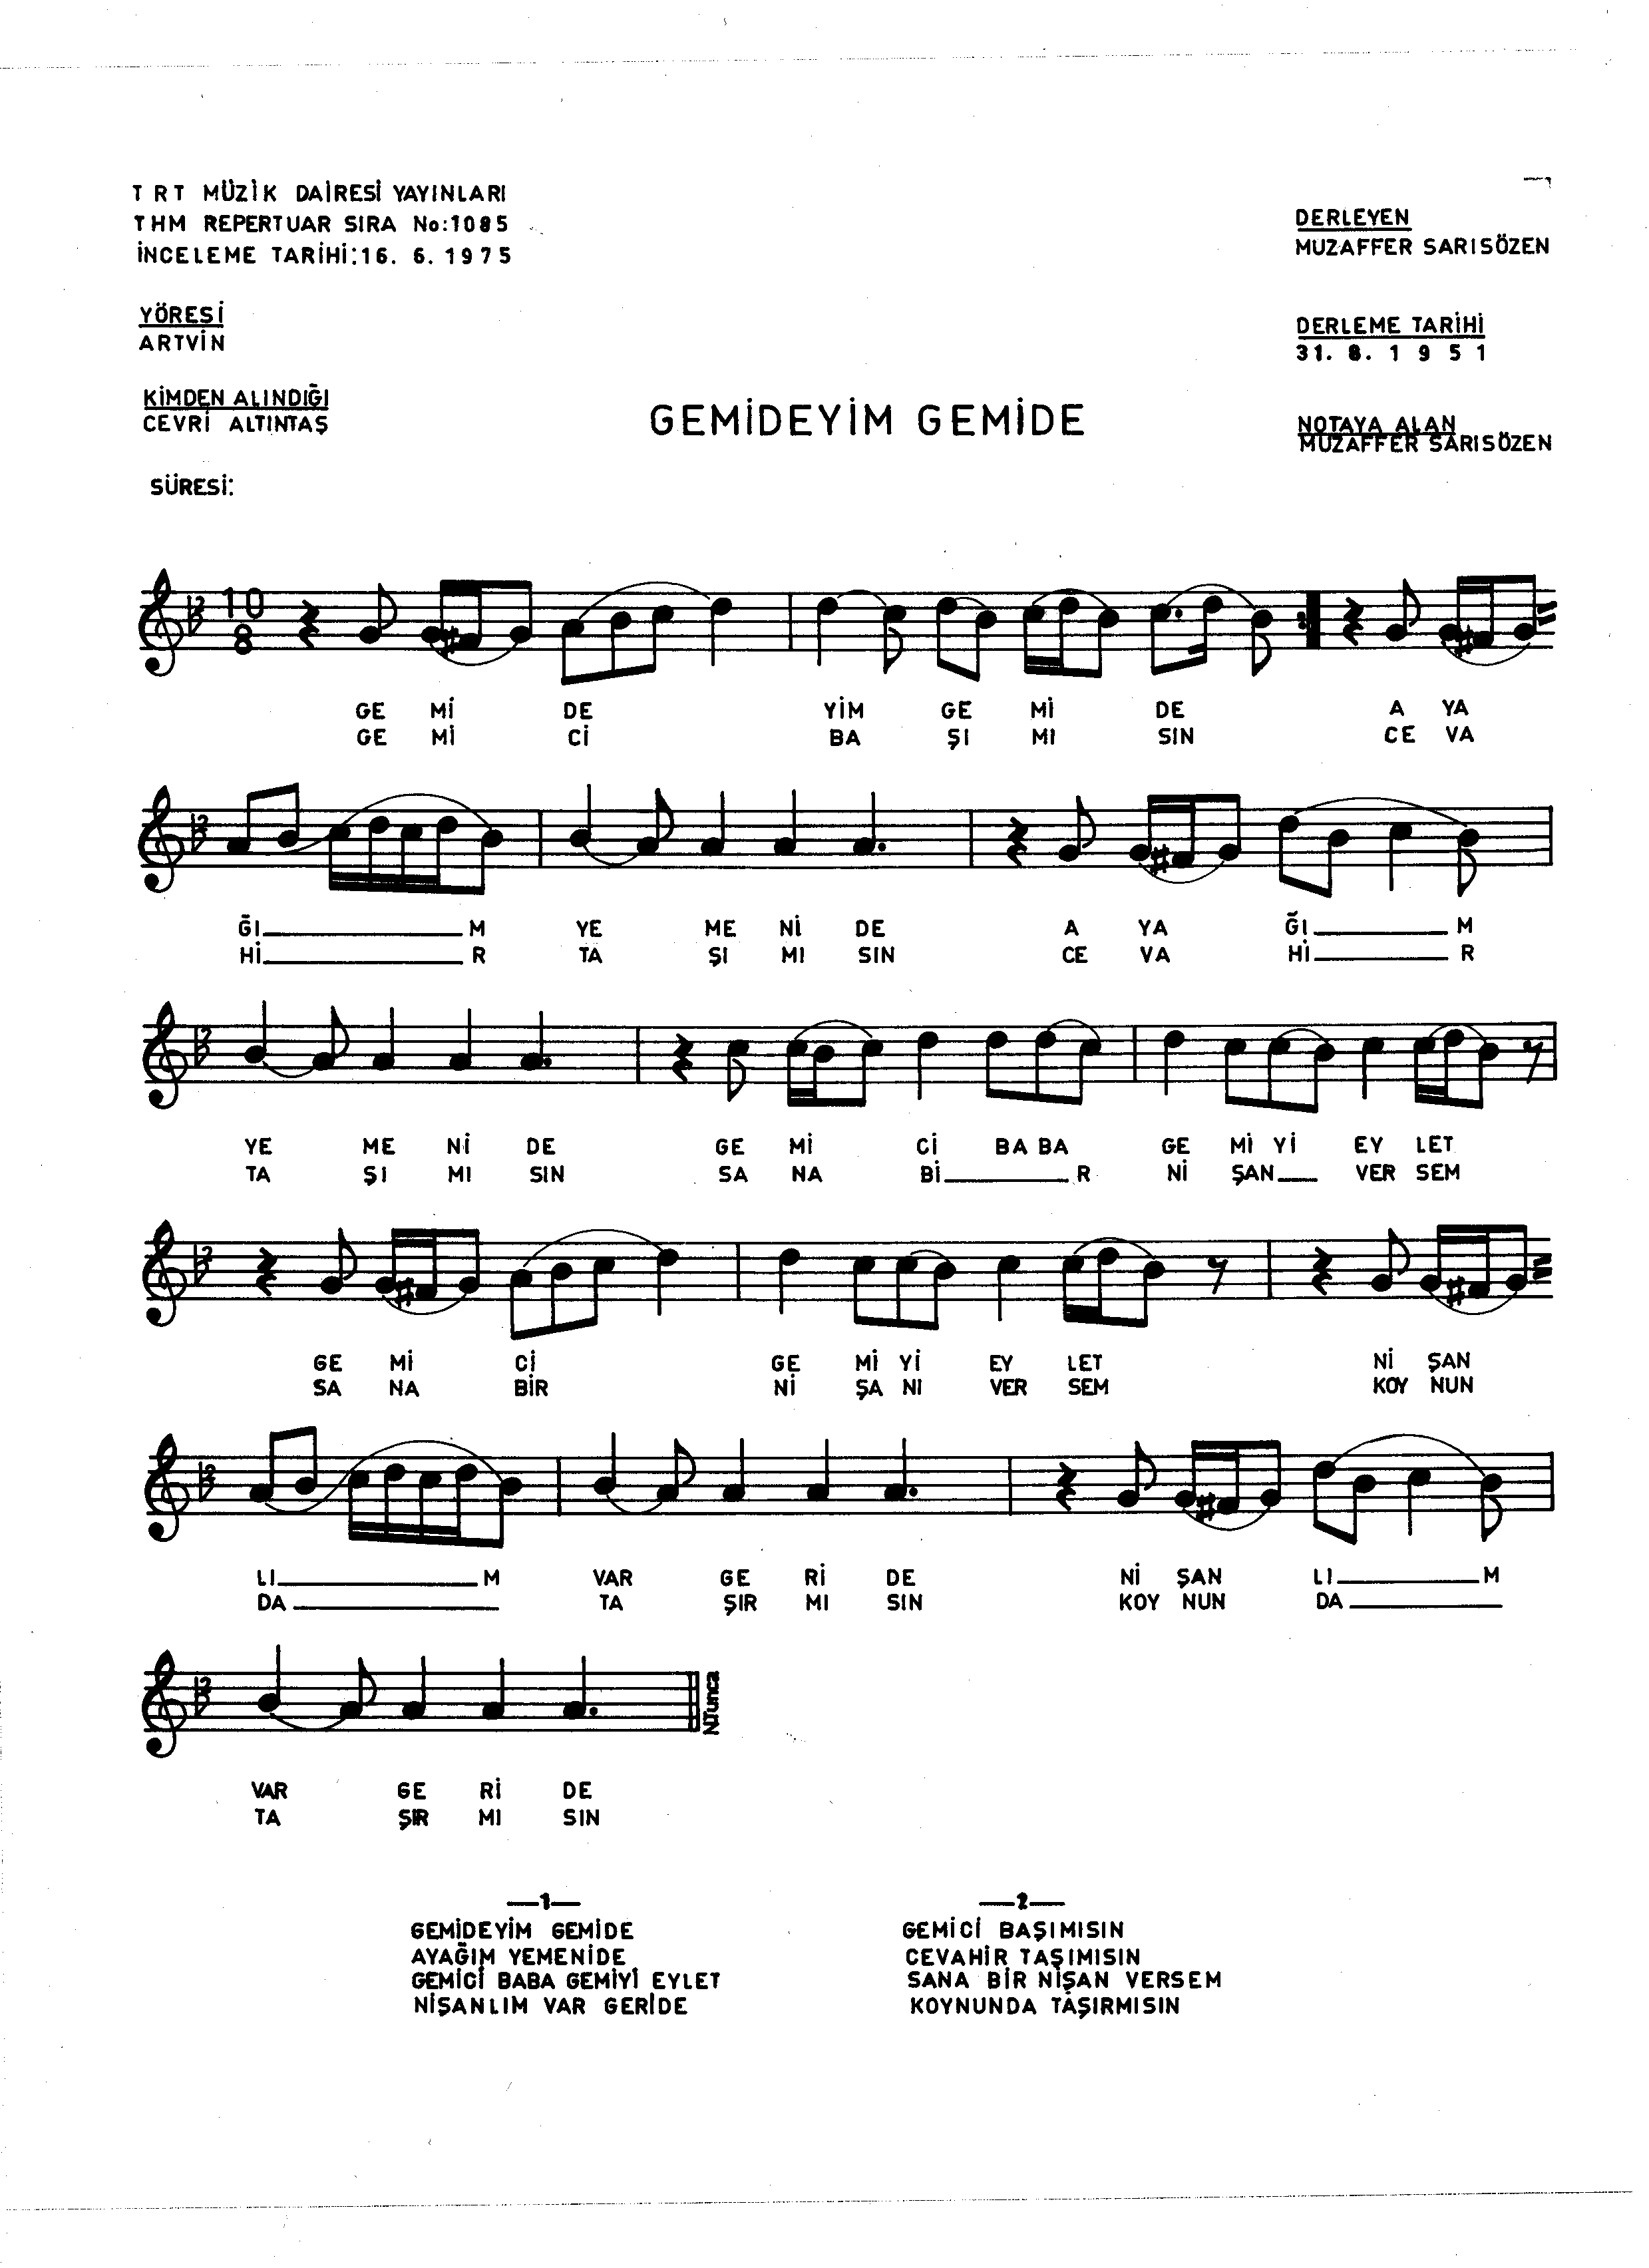 TRT MÜZİK DAİRESİ YAYINLARI
THM REPERTUAR SIRA No:1085
İNCELEME TARİHİ:16. 6. 1975
DERLEYEN
MUZAFFER SARISÖZEN
YÖRESİ
ARTVİN
DERLEME TARİHİ
31. 8. 1951
KİMDEN ALINDIĞI
CEVRİ ALTINTAŞ
GEMİDEYİM GEMİDE
NOTAYA ALAN
MUZAFFER SARISÖZEN
SÜRESİ:
10
8
GE Mİ DE YİM GE Mİ DE A YA
GE Mİ Cİ BA ŞI MI SIN CE VA
ĞI M YE ME Nİ DE A YA ĞI M
Hİ R TA ŞI MI SIN CE VA Hİ R
YE ME Nİ DE GE Mİ Cİ BA BA GE Mİ Yİ EY LET
TA ŞI MI SIN SA NA Bİ R Nİ ŞAN VER SEM
GE Mİ Cİ GE Mİ Yİ EY LET Nİ ŞAN
SA NA BİR Nİ ŞA NI VER SEM KOY NUN
LI M VAR GE Rİ DE Nİ ŞAN LI M
DA TA ŞIR MI SIN KOY NUN DA
NTunca
VAR GE Rİ DE
TA ŞIR MI SIN
—1—
GEMİDEYİM GEMİDE
AYAĞIM YEMENİDE
GEMİCİ BABA GEMİYİ EYLET
NİŞANLIM VAR GERİDE
—2—
GEMİCİ BAŞIMISIN
CEVAHİR TAŞIMISIN
SANA BİR NİŞAN VERSEM
KOYNUNDA TAŞIRMISIN